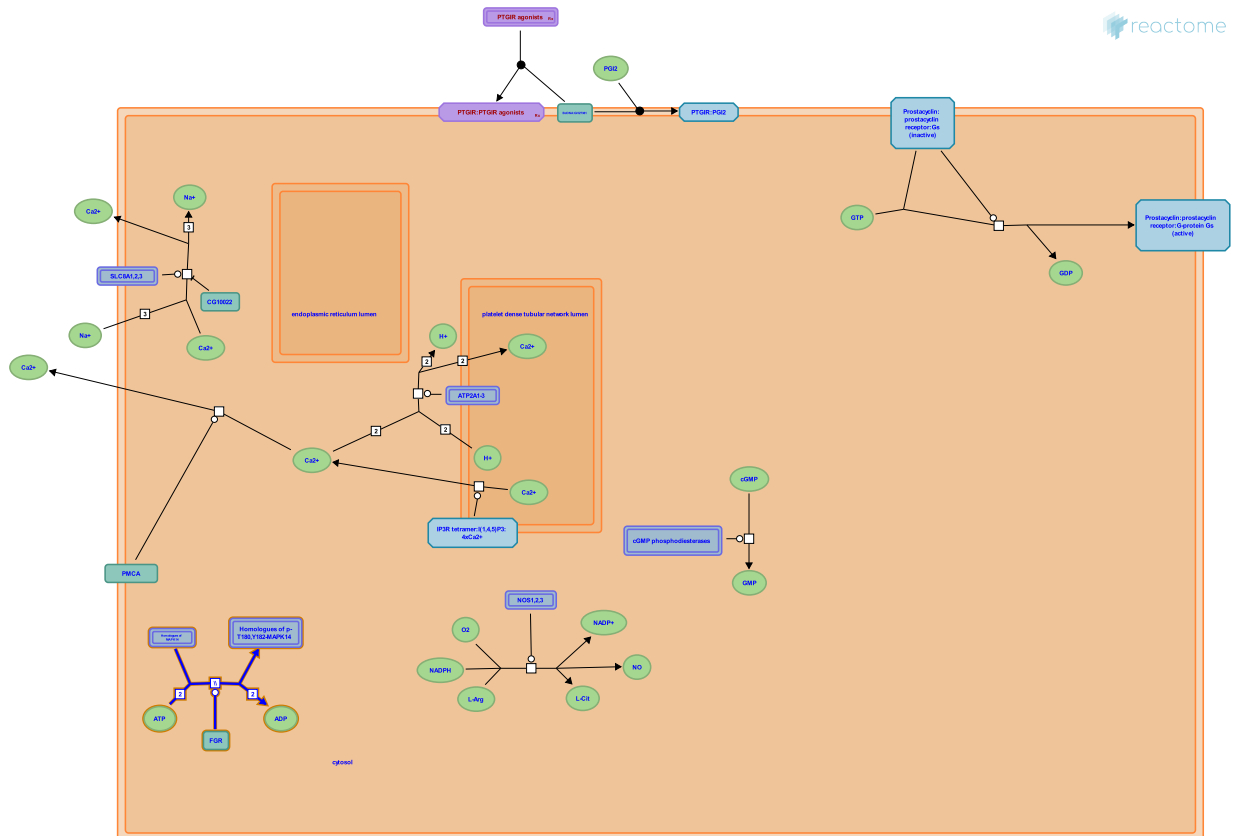 PTGIR agonists
Rx
reactome
PGI2
PTGIR:PTGIR agonists
Rx
PTGIR:PGI2
Prostacyclin:
prostacyclin
receptor:Gs
(inactive)
Na+
Ca2+
3
GTP
Prostacyclin:prostacyclin
receptor:G-protein Gs
(active)
SLC8A1,2,3
GDP
CG10022
3
endoplasmic reticulum lumen
platelet dense tubular network lumen
Na+
H+
Ca2+
Ca2+
2
2
Ca2+
ATP2A1-3
2
2
Ca2+
H+
cGMP
Ca2+
IP3R tetramer:I(1,4,5)P3:
4xCa2+
cGMP phosphodiesterases
PMCA
GMP
NOS1,2,3
O2
NADP+
Homologues of p-
T180,Y182-MAPK14
NADPH
NO
2
2
L-Arg
L-Cit
ATP
ADP
FGR
cytosol